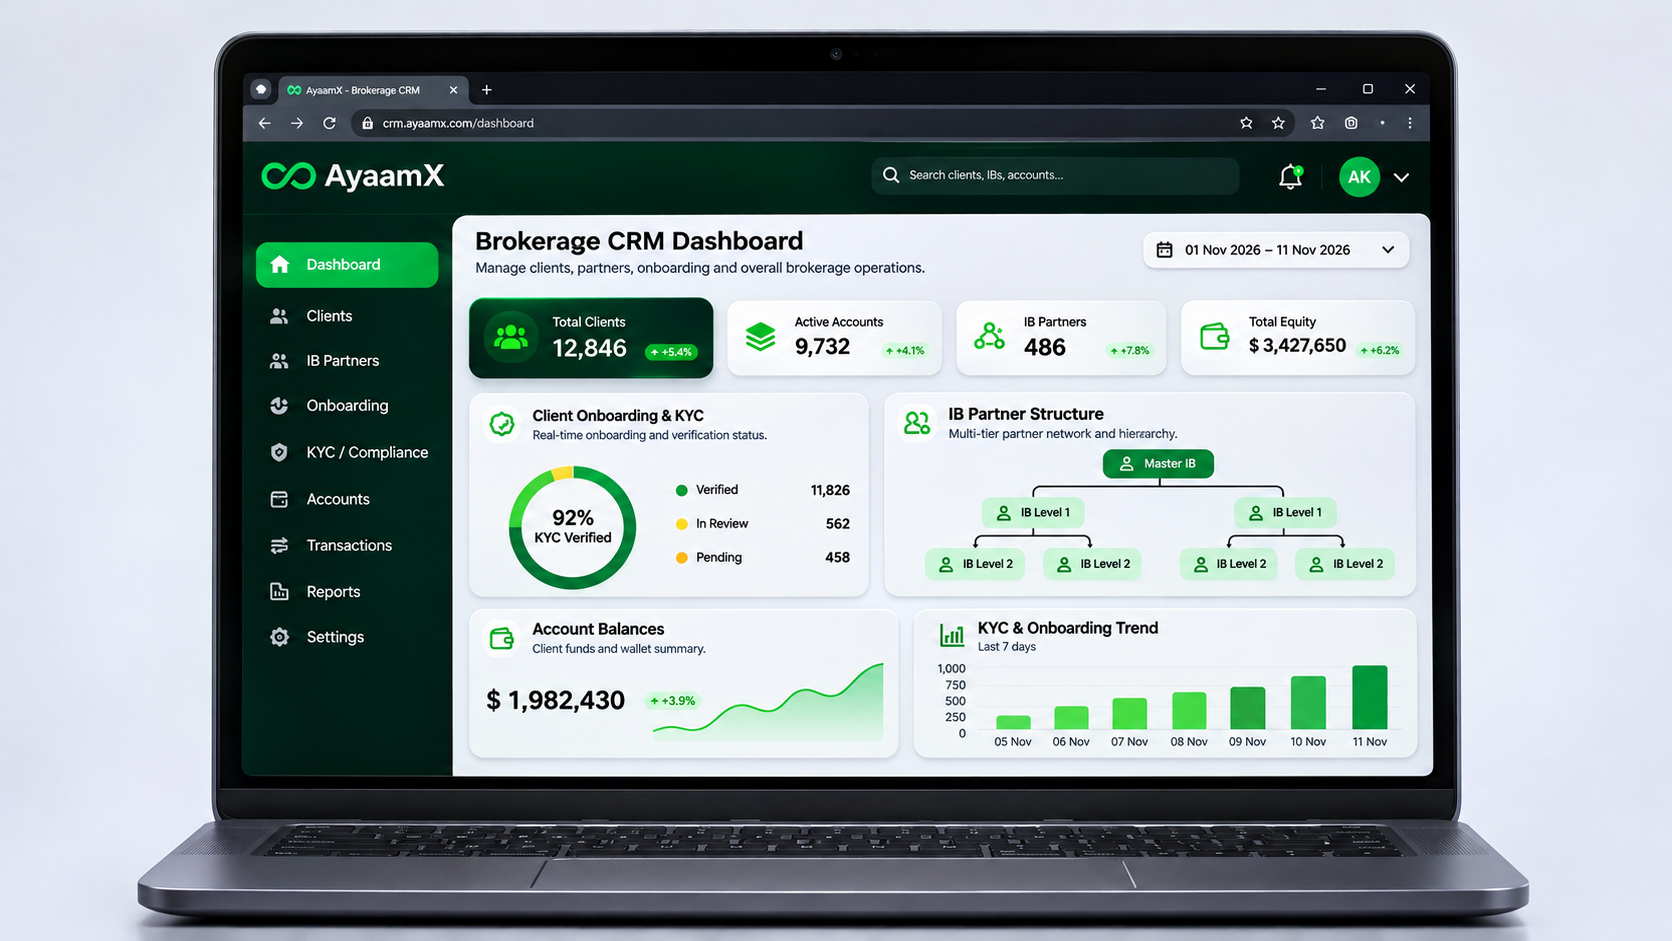 AyaamX - Brokerage CRM
crm.ayaamx.com/dashboard
AyaamX
Search clients, IBs, accounts...
AK
Dashboard
Clients
IB Partners
Onboarding
KYC / Compliance
Accounts
Transactions
Reports
Settings
Brokerage CRM Dashboard
Manage clients, partners, onboarding and overall brokerage operations.
01 Nov 2026 – 11 Nov 2026
Total Clients
12,846
+5.4%
Active Accounts
9,732
+4.1%
IB Partners
486
+7.8%
Total Equity
$ 3,427,650
+6.2%
Client Onboarding & KYC
Real-time onboarding and verification status.
92%
KYC Verified
Verified 11,826
In Review 562
Pending 458
IB Partner Structure
Multi-tier partner network and hierarchy.
Master IB
IB Level 1 IB Level 1
IB Level 2 IB Level 2 IB Level 2 IB Level 2
Account Balances
Client funds and wallet summary.
$ 1,982,430
+3.9%
KYC & Onboarding Trend
Last 7 days
1,000
750
500
250
0
05 Nov 06 Nov 07 Nov 08 Nov 09 Nov 10 Nov 11 Nov